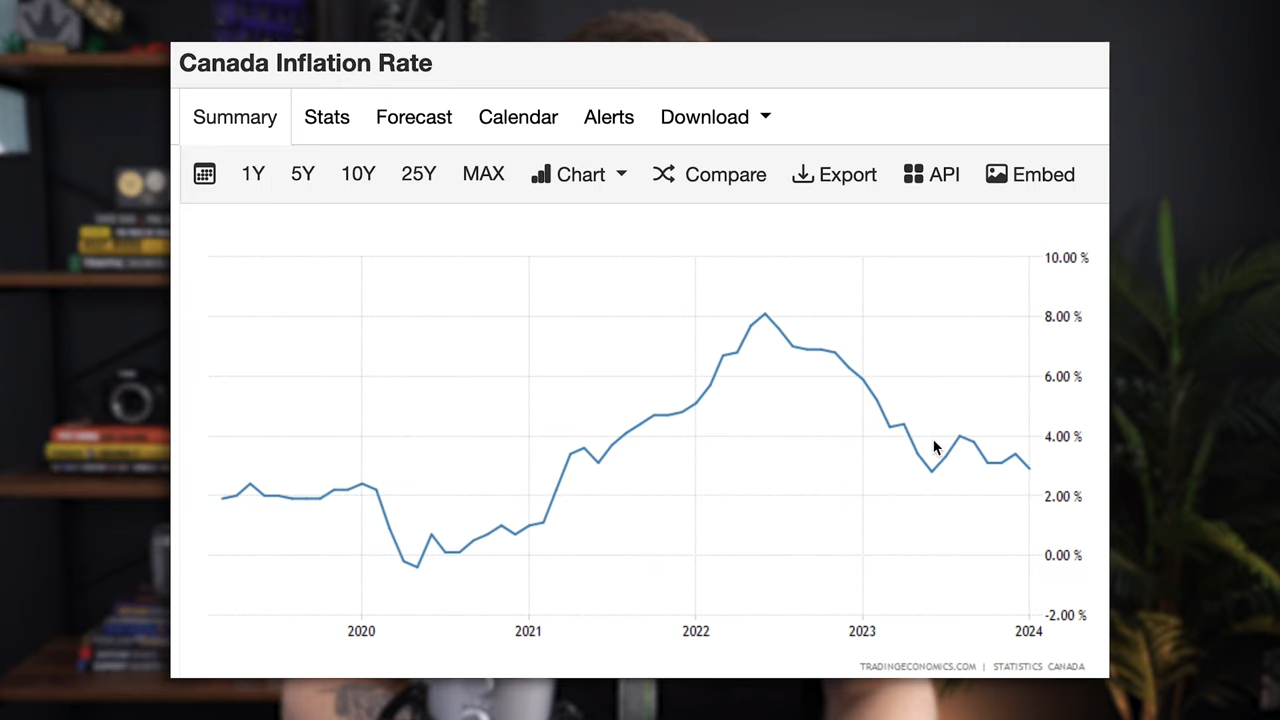 Canada Inflation Rate
Summary Stats Forecast Calendar Alerts Download
1Y 5Y 10Y 25Y MAX Chart Compare Export API Embed
10.00 %
8.00 %
6.00 %
4.00 %
2.00 %
0.00 %
-2.00 %
2020 2021 2022 2023 2024
TRADINGECONOMICS.COM | STATISTICS CANADA